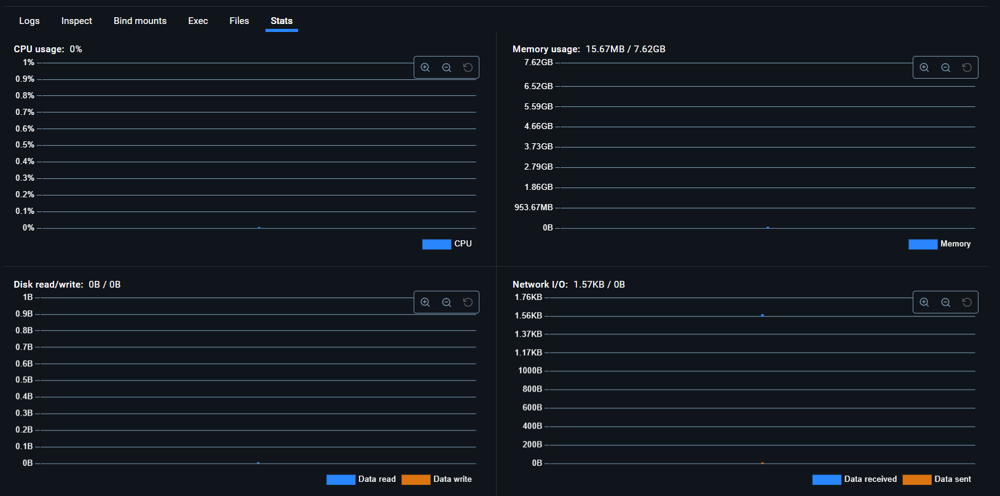 Logs Inspect Bind mounts Exec Files Stats
CPU usage: 0%
1%
0.9%
0.8%
0.7%
0.6%
0.5%
0.4%
0.3%
0.2%
0.1%
0%
CPU
Memory usage: 15.67MB / 7.62GB
7.62GB
6.52GB
5.59GB
4.66GB
3.73GB
2.79GB
1.86GB
953.67MB
0B
Memory
Disk read/write: 0B / 0B
1B
0.9B
0.8B
0.7B
0.6B
0.5B
0.4B
0.3B
0.2B
0.1B
0B
Data read Data write
Network I/O: 1.57KB / 0B
1.76KB
1.56KB
1.37KB
1.17KB
1000B
800B
600B
400B
200B
0B
Data received Data sent